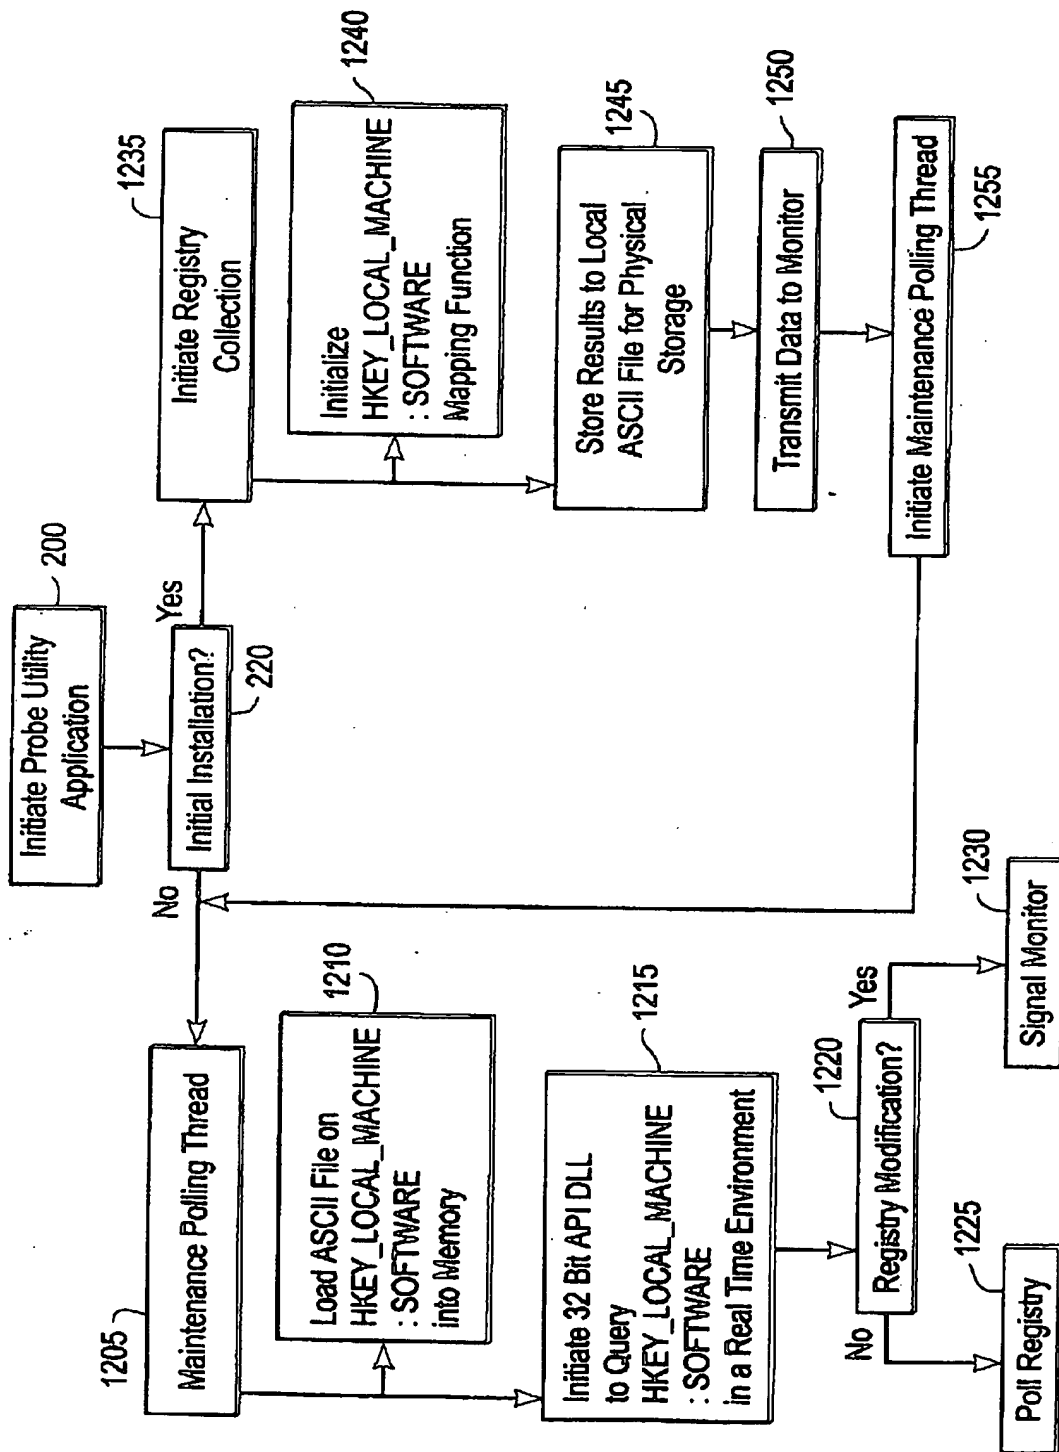 Initiate Probe Utility
Application
200
Initial Installation?
220
No
Yes
Maintenance Polling Thread
1205
Load ASCII File on
HKEY_LOCAL_MACHINE
: SOFTWARE
into Memory
1210
Initiate 32 Bit API DLL
to Query
HKEY_LOCAL_MACHINE
: SOFTWARE
in a Real Time Environment
1215
Registry Modification?
1220
No
Yes
Poll Registry
1225
Signal Monitor
1230
Initiate Registry
Collection
1235
Initialize
HKEY_LOCAL_MACHINE
: SOFTWARE
Mapping Function
1240
Store Results to Local
ASCII File for Physical
Storage
1245
Transmit Data to Monitor
1250
Initiate Maintenance Polling Thread
1255